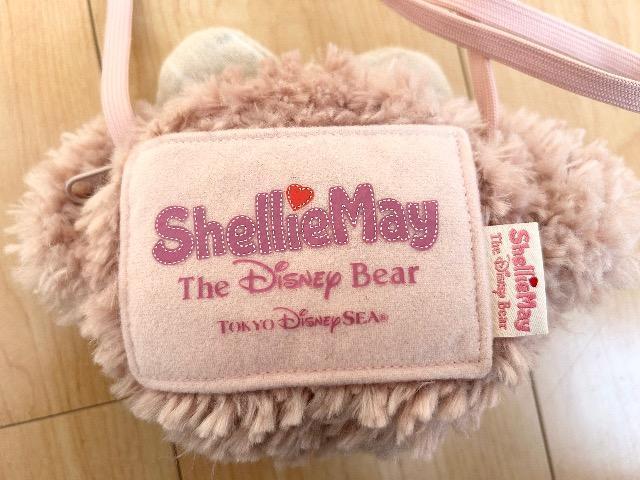 ShellieMay
The Disney Bear
TOKYO DISNEYSEA®
ShellieMay
The Disney Bear